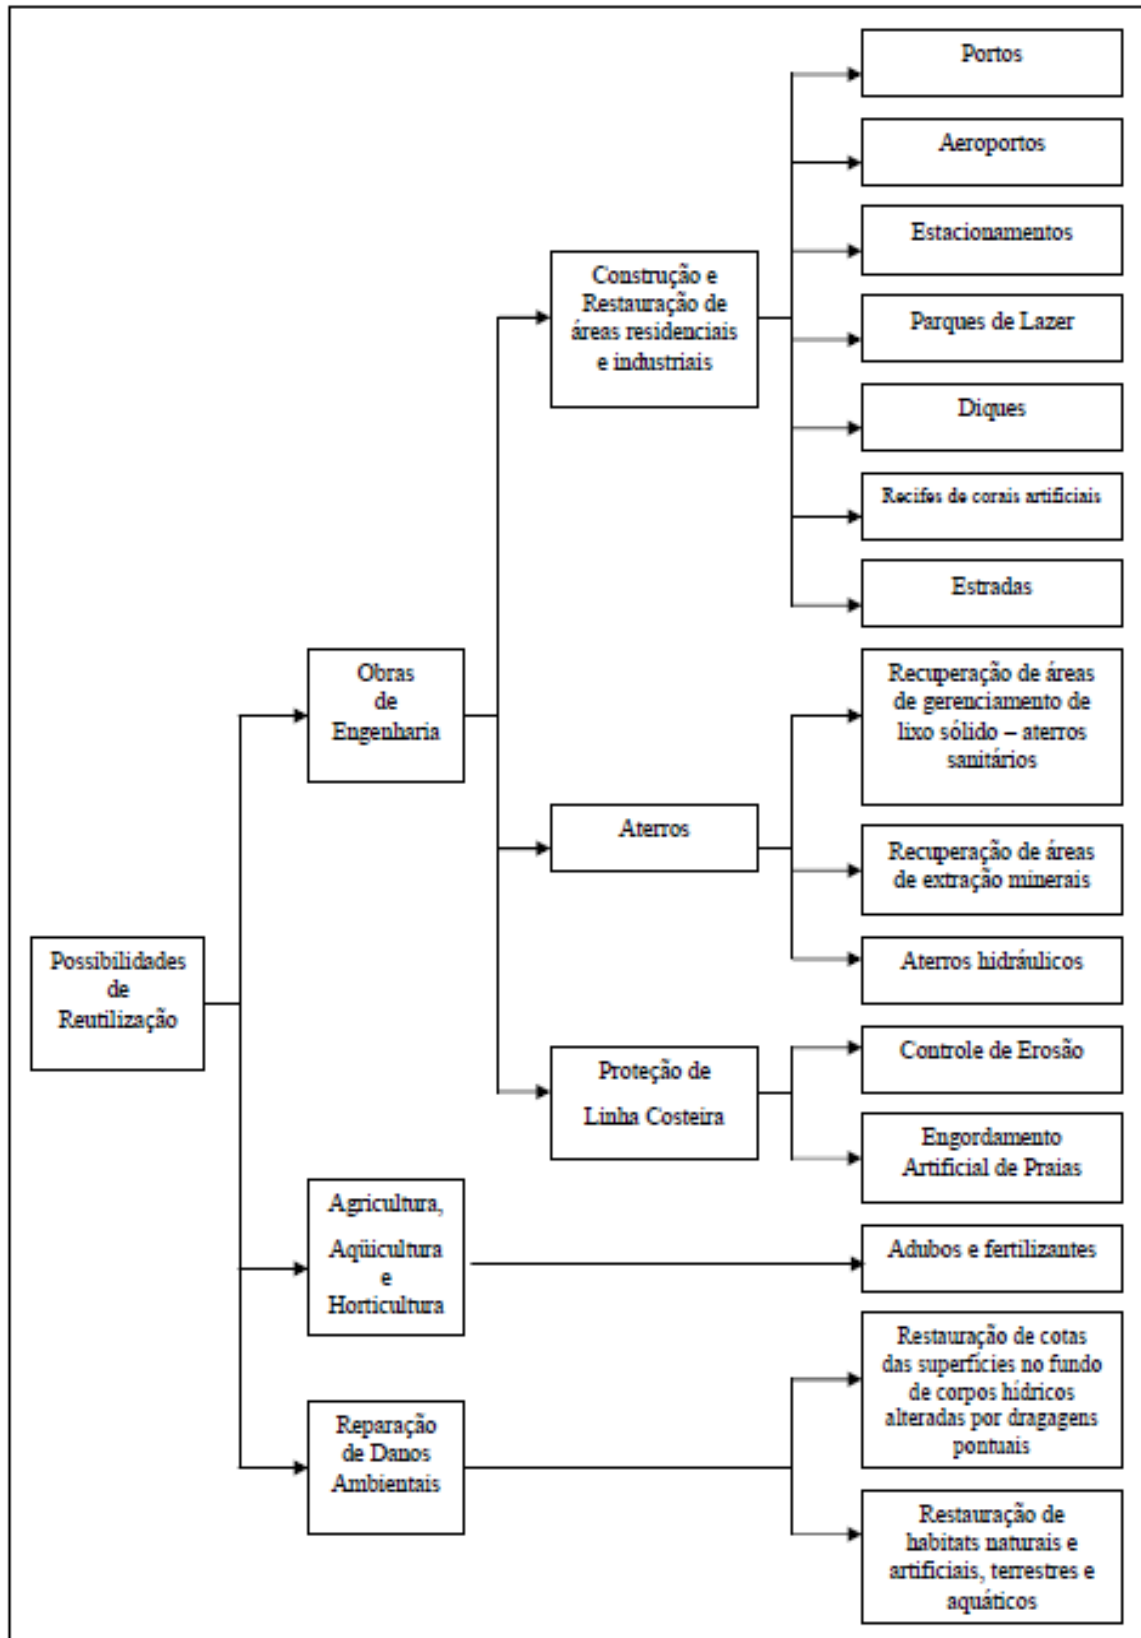 Portos
Aeroportos
Estacionamentos
Construção e
Restauração de
áreas residenciais
e industriais
Parques de Lazer
Diques
Recifes de corais artificiais
Estradas
Obras
de
Engenharia
Recuperação de áreas
de gerenciamento de
lixo sólido – aterros
sanitários
Aterros
Recuperação de áreas
de extração minerais
Aterros hidráulicos
Possibilidades
de
Reutilização
Proteção de
Linha Costeira
Controle de Erosão
Engordamento
Artificial de Praias
Agricultura,
Aqüicultura
e
Horticultura
Adubos e fertilizantes
Reparação
de Danos
Ambientais
Restauração de cotas
das superfícies no fundo
de corpos hídricos
alteradas por dragagens
pontuais
Restauração de
habitats naturais e
artificiais, terrestres e
aquáticos